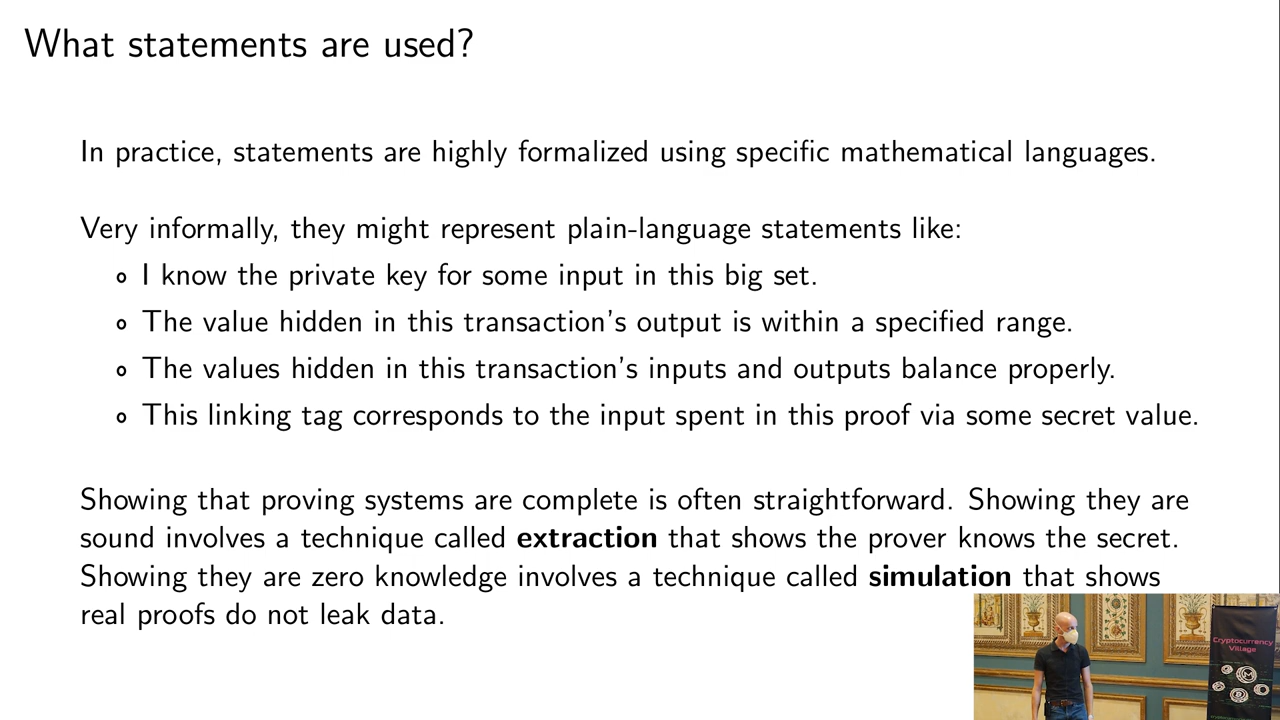 What statements are used?
In practice, statements are highly formalized using specific mathematical languages.
Very informally, they might represent plain-language statements like:
I know the private key for some input in this big set.
The value hidden in this transaction's output is within a specified range.
The values hidden in this transaction's inputs and outputs balance properly.
This linking tag corresponds to the input spent in this proof via some secret value.
Showing that proving systems are complete is often straightforward. Showing they are
sound involves a technique called extraction that shows the prover knows the secret.
Showing they are zero knowledge involves a technique called simulation that shows
real proofs do not leak data.
Cryptocurrency
Village